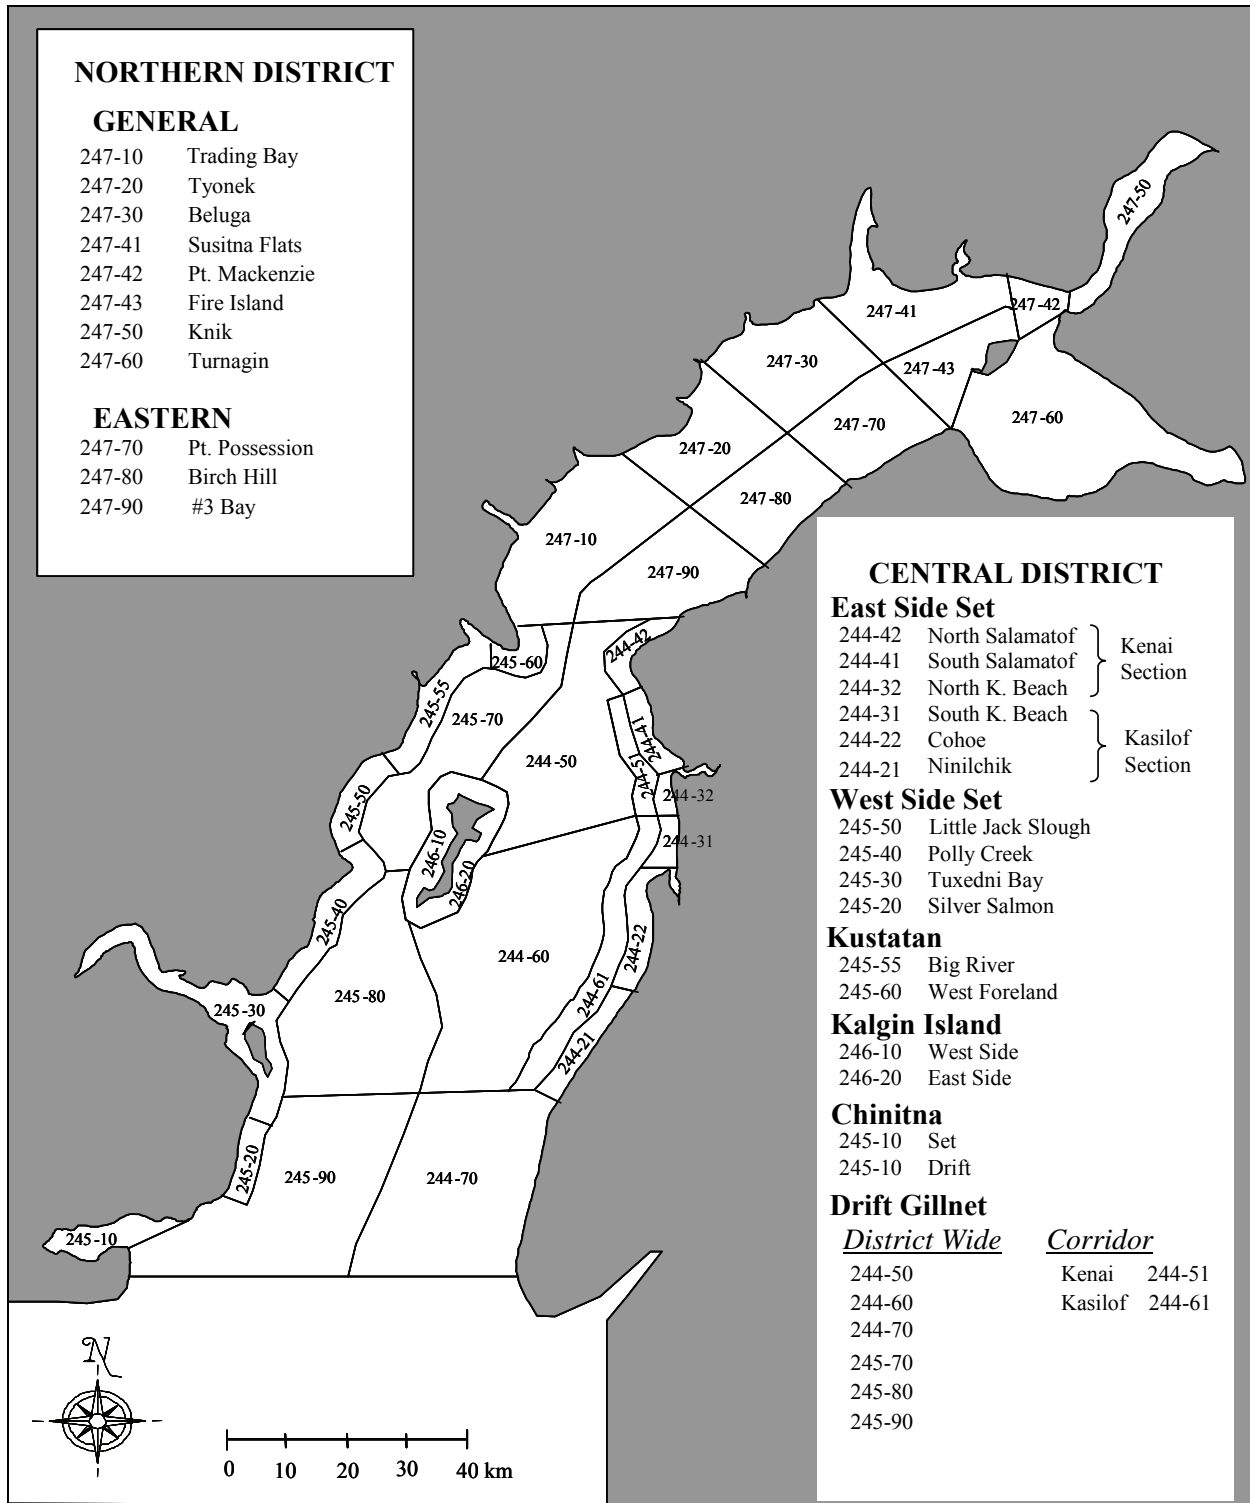 NORTHERN DISTRICT
GENERAL
247-10 Trading Bay
247-20 Tyonek
247-30 Beluga
247-41 Susitna Flats
247-42 Pt. Mackenzie
247-43 Fire Island
247-50 Knik
247-60 Turnagin
EASTERN
247-70 Pt. Possession
247-80 Birch Hill
247-90 #3 Bay
247-50
247-42
247-41
247-30
247-43
247-60
247-70
247-20
247-80
247-10
247-90
244-42
245-60
245-55
245-70
244-41
244-50
244-51
244-32
245-50
244-31
246-10
246-20
245-40
244-22
244-60
245-80
244-61
245-30
244-21
245-20
245-90
244-70
245-10
CENTRAL DISTRICT
East Side Set
244-42 North Salamatof
244-41 South Salamatof
244-32 North K. Beach
Kenai
Section
244-31 South K. Beach
244-22 Cohoe
244-21 Ninilchik
Kasilof
Section
West Side Set
245-50 Little Jack Slough
245-40 Polly Creek
245-30 Tuxedni Bay
245-20 Silver Salmon
Kustatan
245-55 Big River
245-60 West Foreland
Kalgin Island
246-10 West Side
246-20 East Side
Chinitna
245-10 Set
245-10 Drift
Drift Gillnet
District Wide Corridor
244-50 Kenai 244-51
244-60 Kasilof 244-61
244-70
245-70
245-80
245-90
N
0 10 20 30 40 km